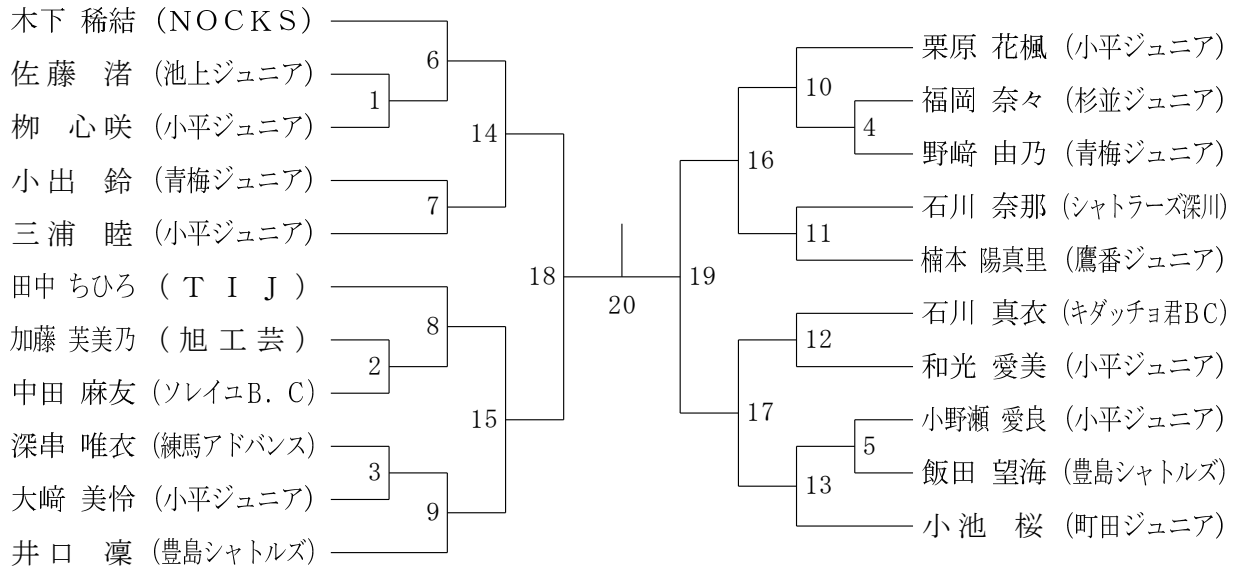 木下 稀結 (NOCKS)
佐藤 渚 (池上ジュニア)
栁 心咲 (小平ジュニア)
小出 鈴 (青梅ジュニア)
三浦 睦 (小平ジュニア)
田中 ちひろ (TIJ)
加藤 芙美乃 (旭工芸)
中田 麻友 (ソレイユB.C)
深串 唯衣 (練馬アドバンス)
大﨑 美怜 (小平ジュニア)
井口 凜 (豊島シャトルズ)
6
1
14
7
18
8
2
15
3
9
20
栗原 花楓 (小平ジュニア)
福岡 奈々 (杉並ジュニア)
野﨑 由乃 (青梅ジュニア)
石川 奈那 (シャトラーズ深川)
楠本 陽真里 (鷹番ジュニア)
石川 真衣 (キダッチョ君BC)
和光 愛美 (小平ジュニア)
小野瀬 愛良 (小平ジュニア)
飯田 望海 (豊島シャトルズ)
小池 桜 (町田ジュニア)
10
4
16
11
19
12
17
5
13